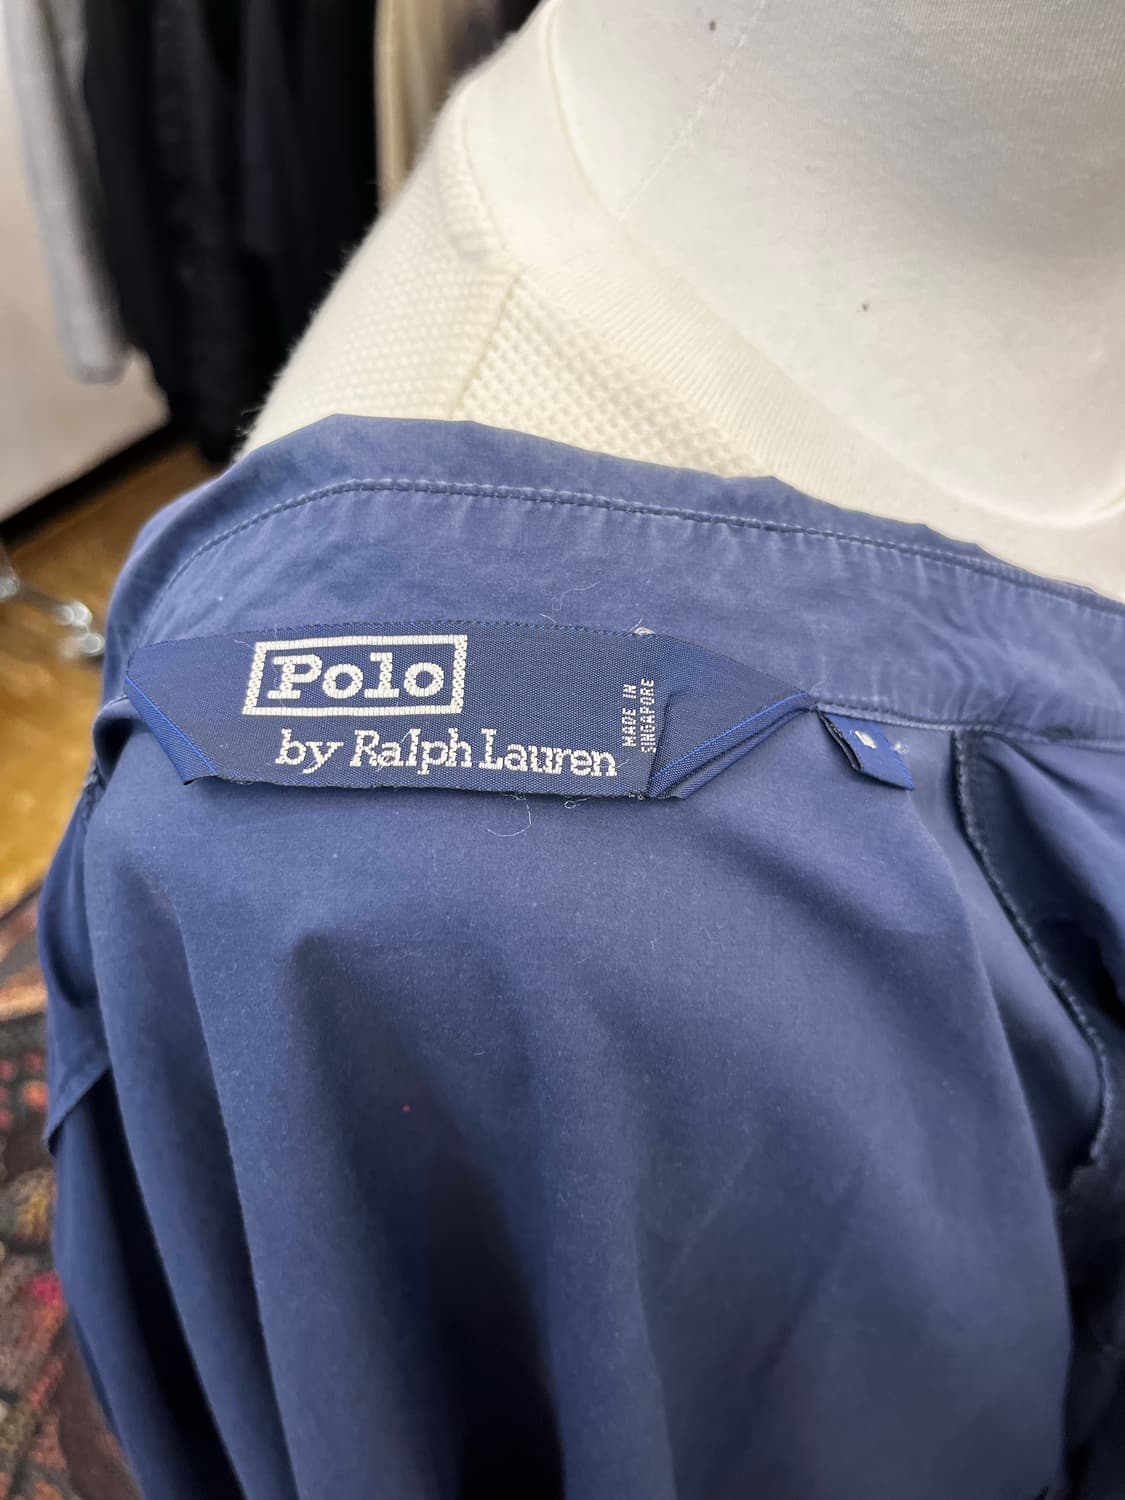 Polo
by Ralph Lauren
MADE IN
SINGAPORE